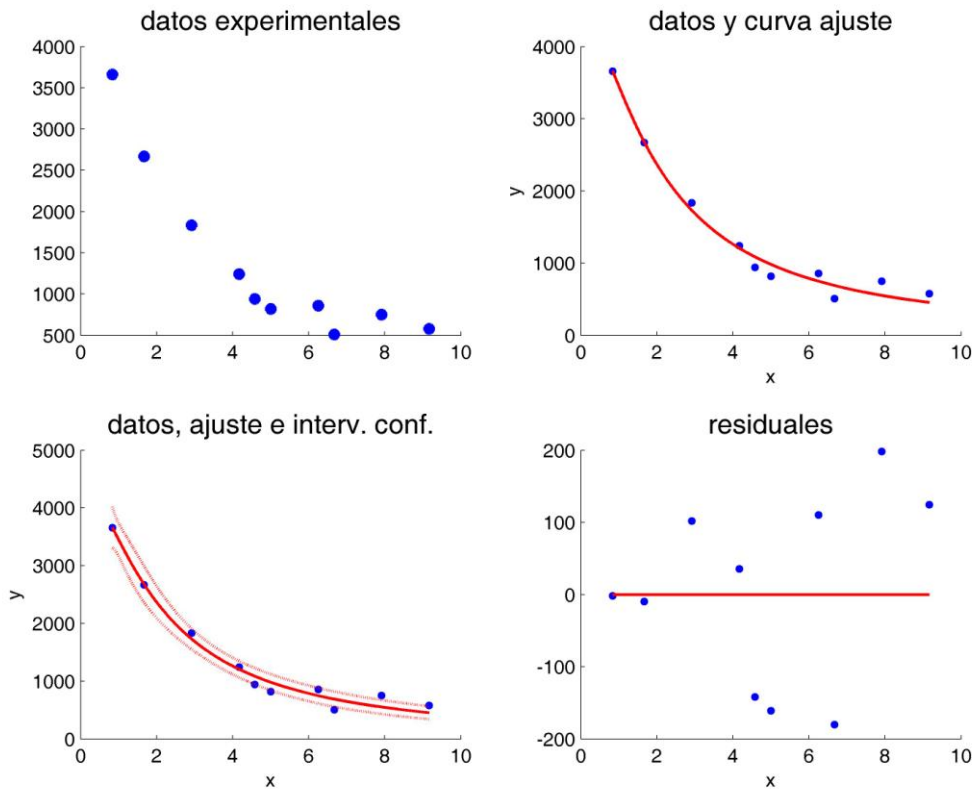 datos experimentales
4000
3500
3000
2500
2000
1500
1000
500
0 2 4 6 8 10
datos y curva ajuste
4000
3000
2000
1000
0
y
0 2 4 6 8 10
x
datos, ajuste e interv. conf.
5000
4000
3000
2000
1000
0
y
0 2 4 6 8 10
x
residuales
200
100
0
-100
-200
0 2 4 6 8 10
x